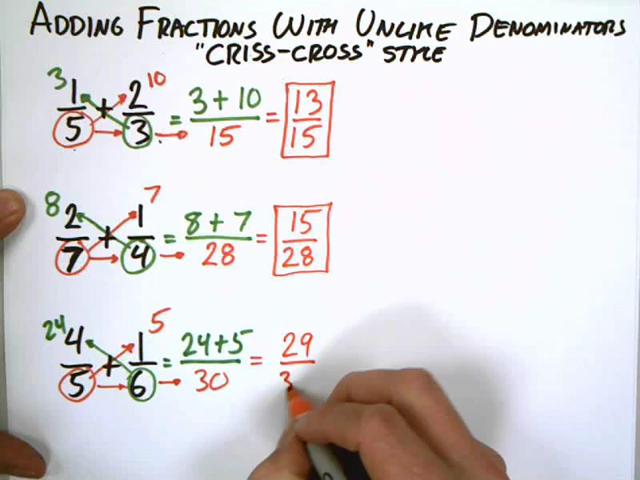 ADDING FRACTIONS WITH UNLIKE DENOMINATORS
"CRISS-CROSS" STYLE
3 1/5 + 2/3 10 = 3 + 10/15 = 13/15
8 2/7 + 1/4 7 = 8 + 7/28 = 15/28
24 4/5 + 1/6 5 = 24+5/30 = 29/3